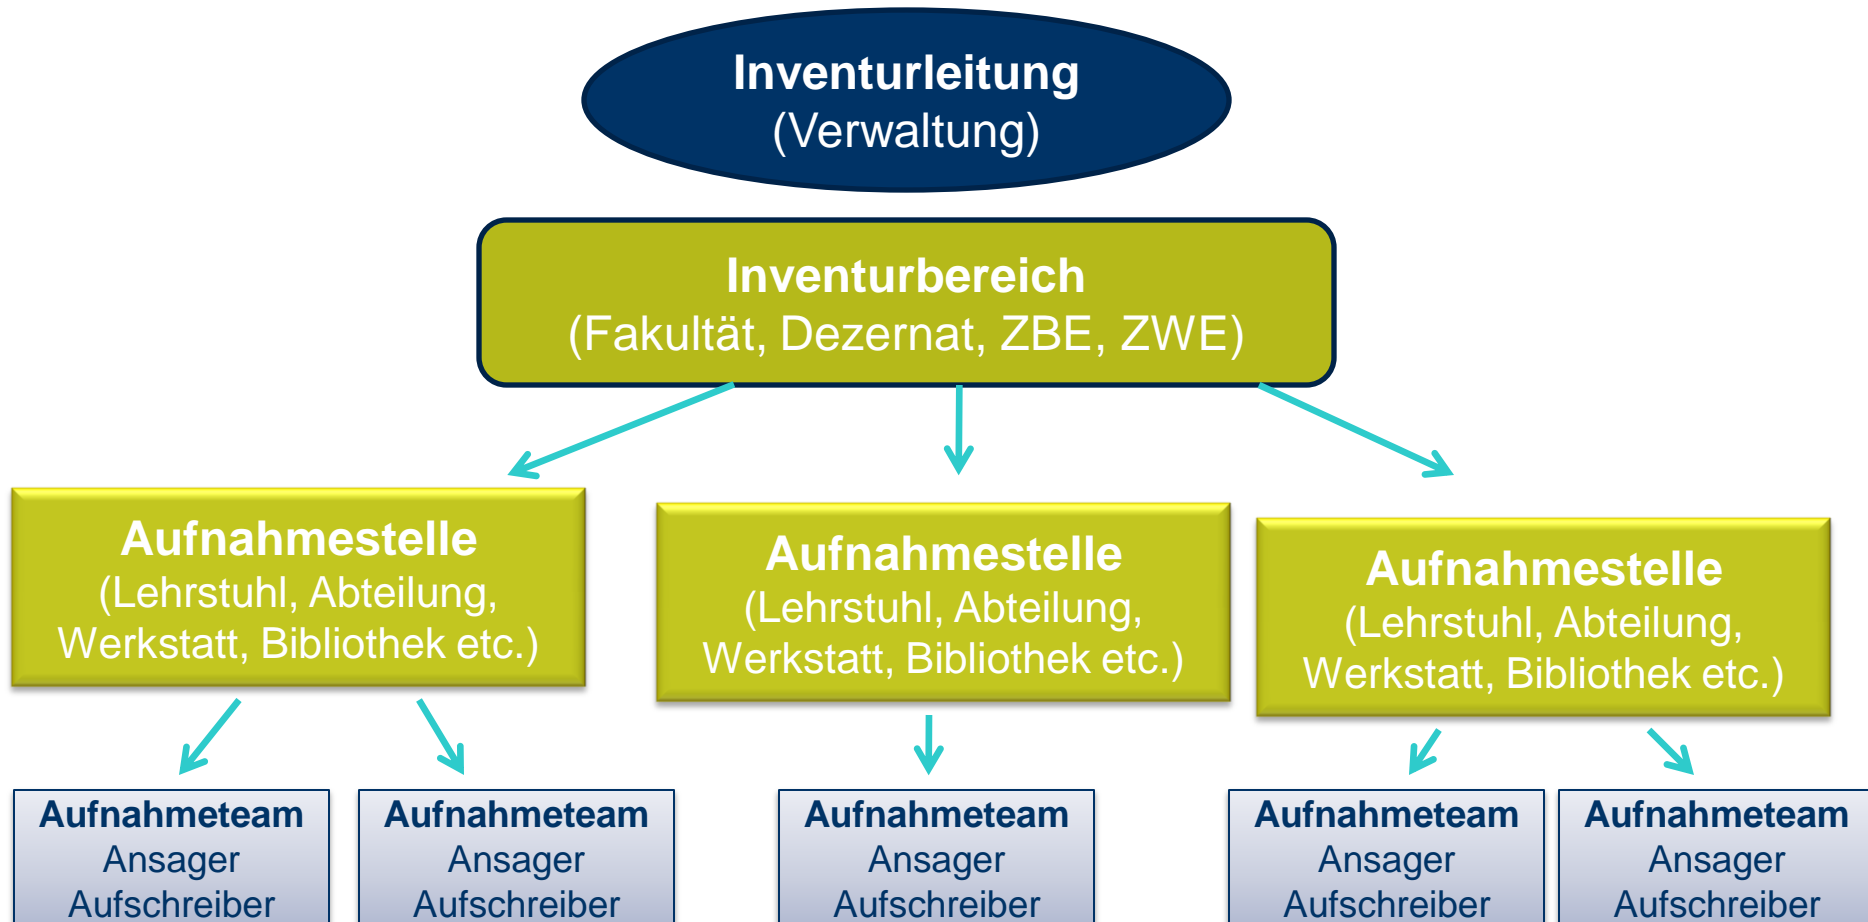 Inventurleitung
(Verwaltung)
Inventurbereich
(Fakultät, Dezernat, ZBE, ZWE)
Aufnahmestelle
(Lehrstuhl, Abteilung,
Werkstatt, Bibliothek etc.)
Aufnahmestelle
(Lehrstuhl, Abteilung,
Werkstatt, Bibliothek etc.)
Aufnahmestelle
(Lehrstuhl, Abteilung,
Werkstatt, Bibliothek etc.)
Aufnahmeteam
Ansager
Aufschreiber
Aufnahmeteam
Ansager
Aufschreiber
Aufnahmeteam
Ansager
Aufschreiber
Aufnahmeteam
Ansager
Aufschreiber
Aufnahmeteam
Ansager
Aufschreiber